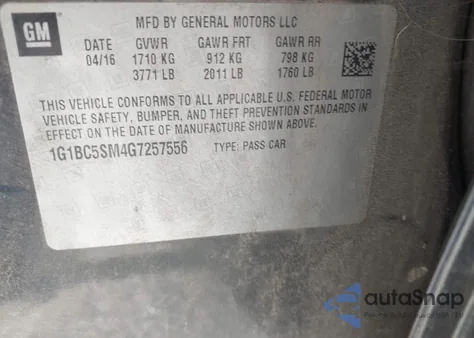 GM
MFD BY GENERAL MOTORS LLC
DATE GVWR GAWR FRT GAWR RR
04/16 1710 KG 912 KG 798 KG
3771 LB 2011 LB 1760 LB
THIS VEHICLE CONFORMS TO ALL APPLICABLE U.S. FEDERAL MOTOR
VEHICLE SAFETY, BUMPER, AND THEFT PREVENTION STANDARDS IN
EFFECT ON THE DATE OF MANUFACTURE SHOWN ABOVE.
1G1BC5SM4G7257556 TYPE: PASS CAR
autoSnap